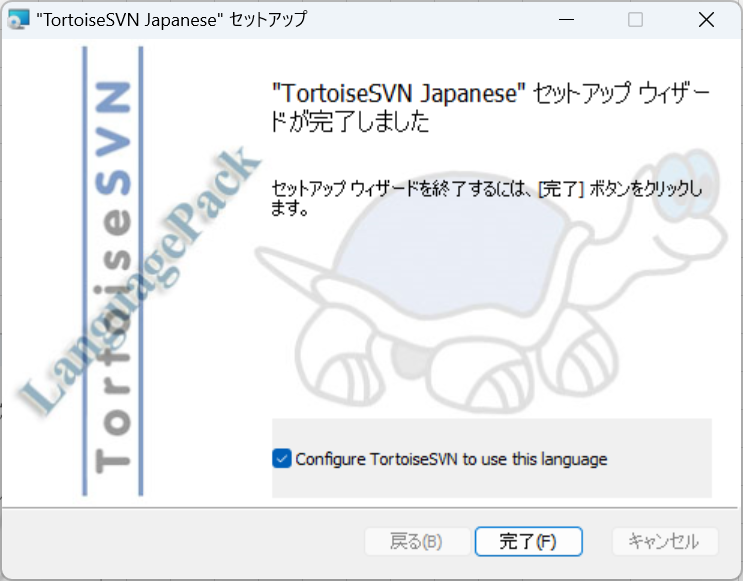 "TortoiseSVN Japanese" セットアップ
"TortoiseSVN Japanese" セットアップ ウィザー
ドが完了しました
セットアップ ウィザードを終了するには、[完了] ボタンをクリックし
ます。
TortoiseSVN
LanguagePack
Configure TortoiseSVN to use this language
戻る(B)
完了(F)
キャンセル